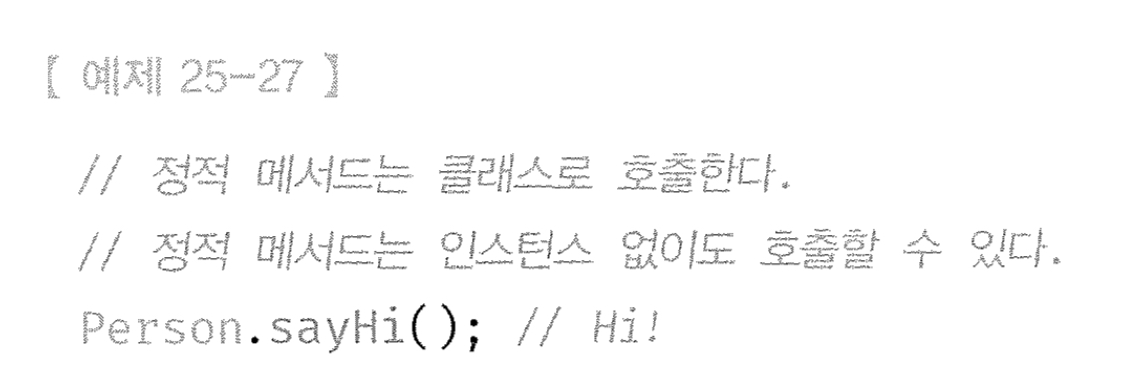 【 예제 25-27 】
// 정적 메서드는 클래스로 호출한다.
// 정적 메서드는 인스턴스 없이도 호출할 수 있다.
Person.sayHi(); // Hi!